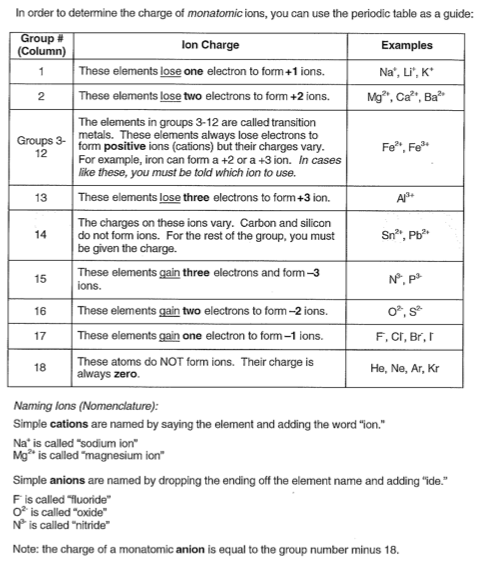 In order to determine the charge of monatomic ions, you can use the periodic table as a guide:
Group #
(Column)
Ion Charge
Examples
1
These elements lose one electron to form +1 ions.
Na⁺, Li⁺, K⁺
2
These elements lose two electrons to form +2 ions.
Mg²⁺, Ca²⁺, Ba²⁺
Groups 3-
12
The elements in groups 3-12 are called transition
metals. These elements always lose electrons to
form positive ions (cations) but their charges vary.
For example, iron can form a +2 or a +3 ion. In cases
like these, you must be told which ion to use.
Fe²⁺, Fe³⁺
13
These elements lose three electrons to form +3 ion.
Al³⁺
14
The charges on these ions vary. Carbon and silicon
do not form ions. For the rest of the group, you must
be given the charge.
Sn²⁺, Pb²⁺
15
These elements gain three electrons and form –3
ions.
N³⁻, P³⁻
16
These elements gain two electrons to form –2 ions.
O²⁻, S²⁻
17
These elements gain one electron to form –1 ions.
F⁻, Cl⁻, Br⁻, I⁻
18
These atoms do NOT form ions. Their charge is
always zero.
He, Ne, Ar, Kr
Naming Ions (Nomenclature):
Simple cations are named by saying the element and adding the word "ion."
Na⁺ is called "sodium ion"
Mg²⁺ is called "magnesium ion"
Simple anions are named by dropping the ending off the element name and adding "ide."
F⁻ is called "fluoride"
O²⁻ is called "oxide"
N³⁻ is called "nitride"
Note: the charge of a monatomic anion is equal to the group number minus 18.